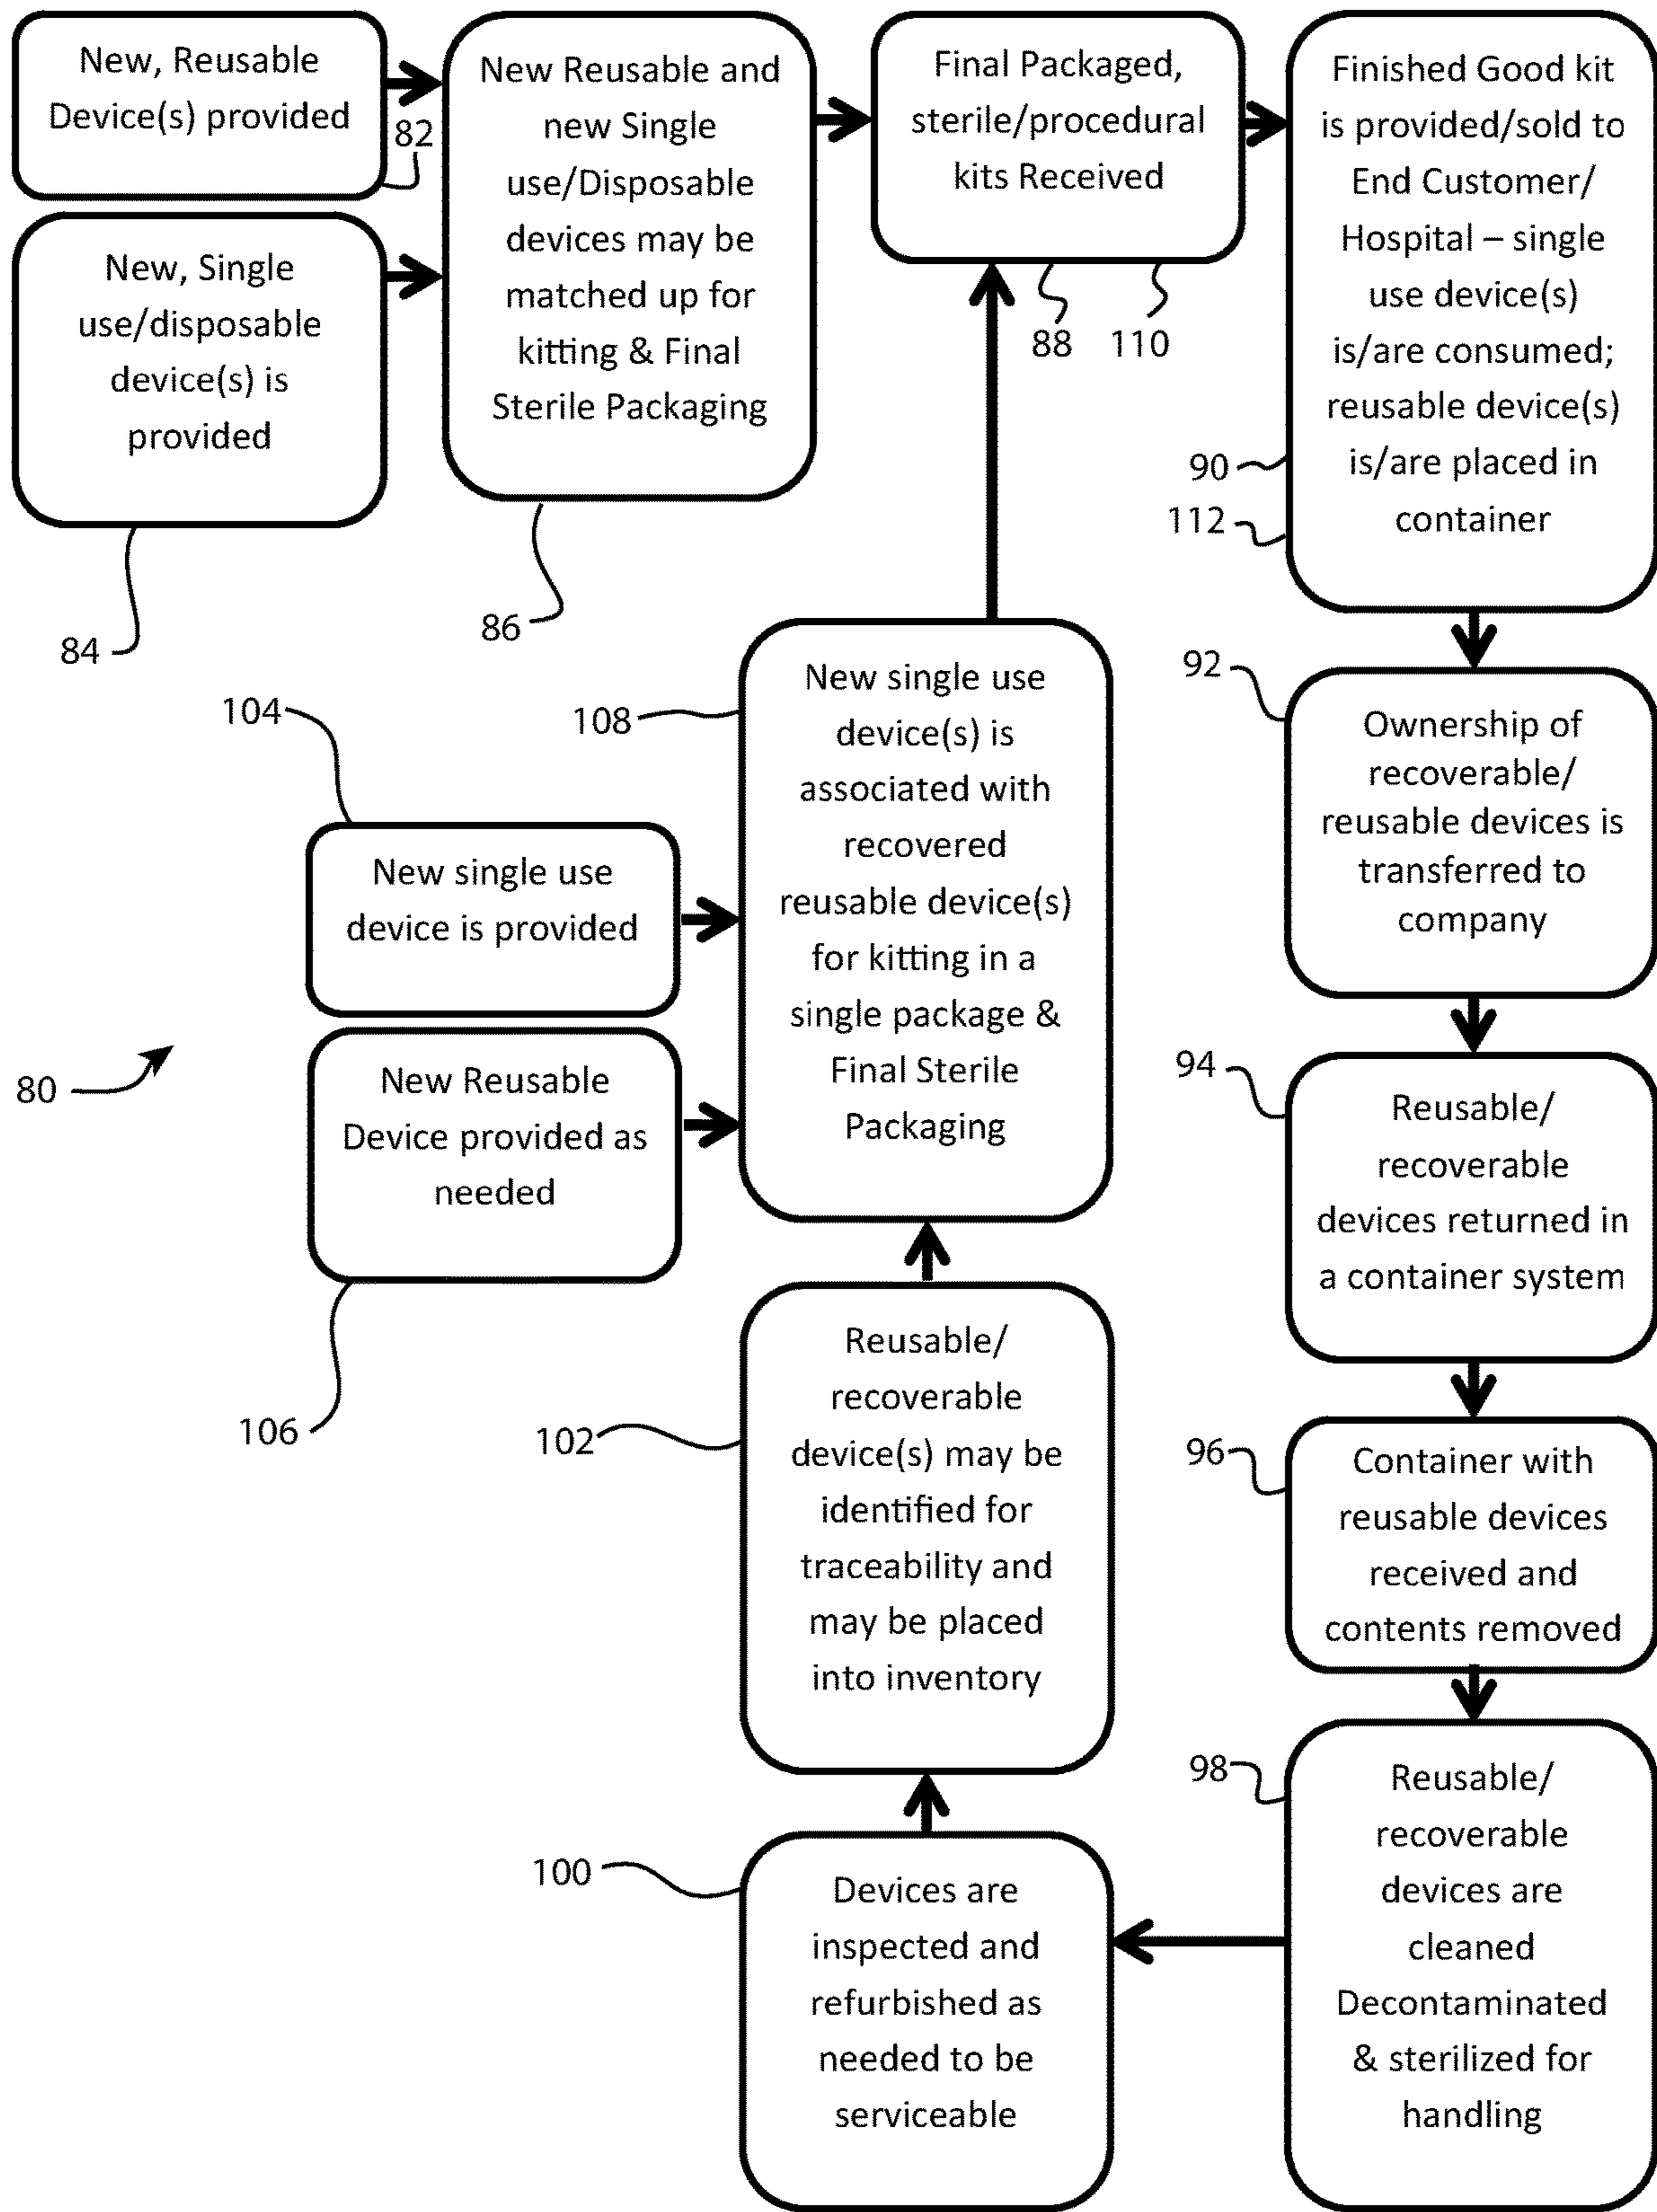 New, Reusable
Device(s) provided
82
New, Single
use/disposable
device(s) is
provided
84
New Reusable and
new Single
use/Disposable
devices may be
matched up for
kitting & Final
Sterile Packaging
86
Final Packaged,
sterile/procedural
kits Received
88
110
Finished Good kit
is provided/sold to
End Customer/
Hospital – single
use device(s)
is/are consumed;
reusable device(s)
is/are placed in
container
90
112
92
Ownership of
recoverable/
reusable devices is
transferred to
company
94
Reusable/
recoverable
devices returned in
a container system
96
Container with
reusable devices
received and
contents removed
98
Reusable/
recoverable
devices are
cleaned
Decontaminated
& sterilized for
handling
100
Devices are
inspected and
refurbished as
needed to be
serviceable
102
Reusable/
recoverable
device(s) may be
identified for
traceability and
may be placed
into inventory
104
New single use
device is provided
106
New Reusable
Device provided as
needed
108
New single use
device(s) is
associated with
recovered
reusable device(s)
for kitting in a
single package &
Final Sterile
Packaging
80